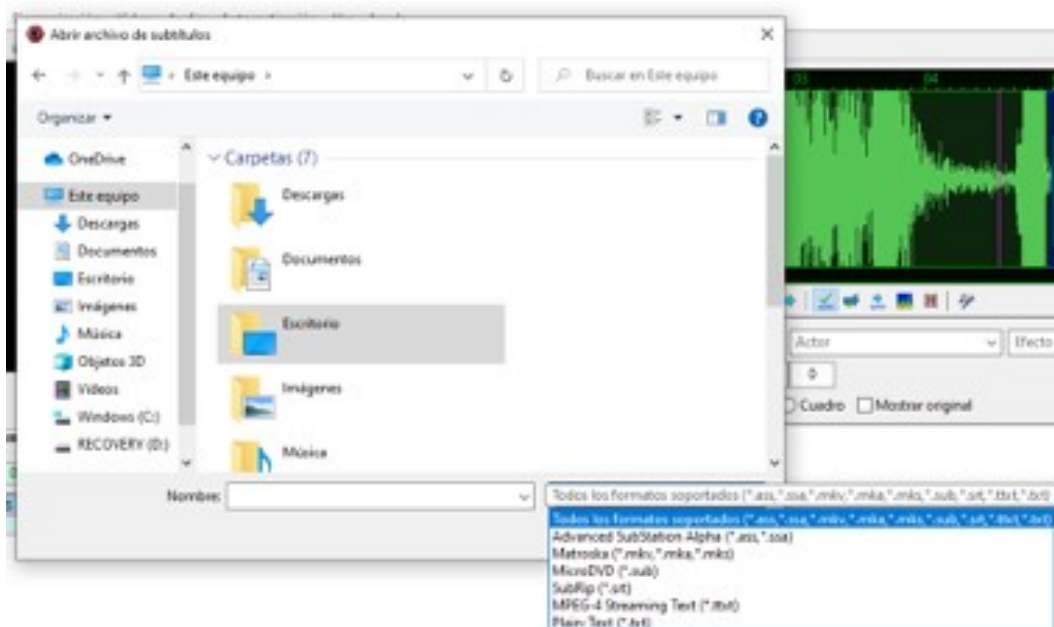 Abrir archivo de subtítulos
Este equipo
Buscar en Este equipo
Organizar
OneDrive
Este equipo
Descargas
Documentos
Escritorio
Imágenes
Música
Objetos 3D
Vídeos
Windows (C:)
RECOVERY (D:)
Carpetas (7)
Descargas
Documentos
Escritorio
Imágenes
Música
03 04
Actor Efecto
Cuadro Mostrar original
Nombre:
Todos los formatos soportados (*.ass,*.ssa,*.mkv,*.mka,*.mks,*.sub,*.srt,*.ttxt,*.txt)
Todos los formatos soportados (*.ass,*.ssa,*.mkv,*.mka,*.mks,*.sub,*.srt,*.ttxt,*.txt)
Advanced SubStation Alpha (*.ass,*.ssa)
Matroska (*.mkv,*.mka,*.mks)
MicroDVD (*.sub)
SubRip (*.srt)
MPEG-4 Streaming Text (*.ttxt)
Plain-Text (*.txt)